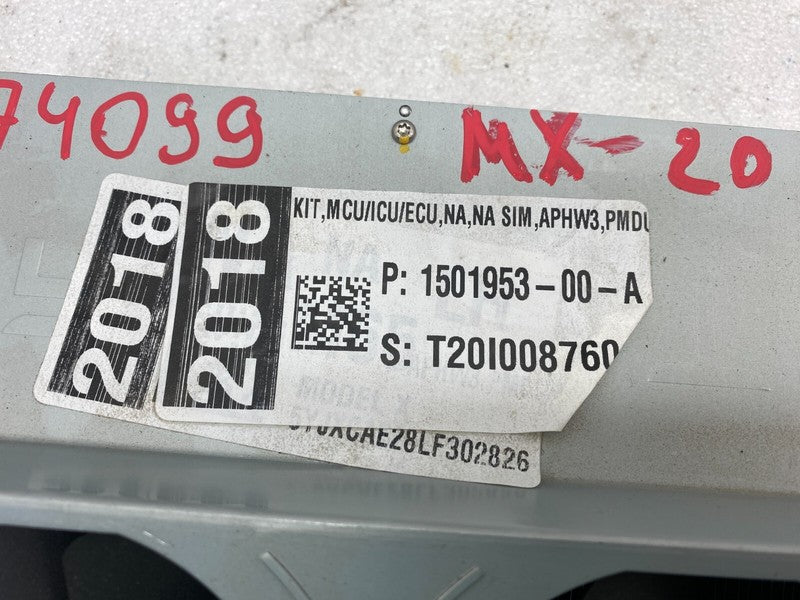 74099
MX-20
2018
2018
KIT,MCU/ICU/ECU,NA,NA SIM,APHW3,PMDU
P: 1501953-00-A
S: T20I008760
MODEL X
5YJXCAE28LF302826